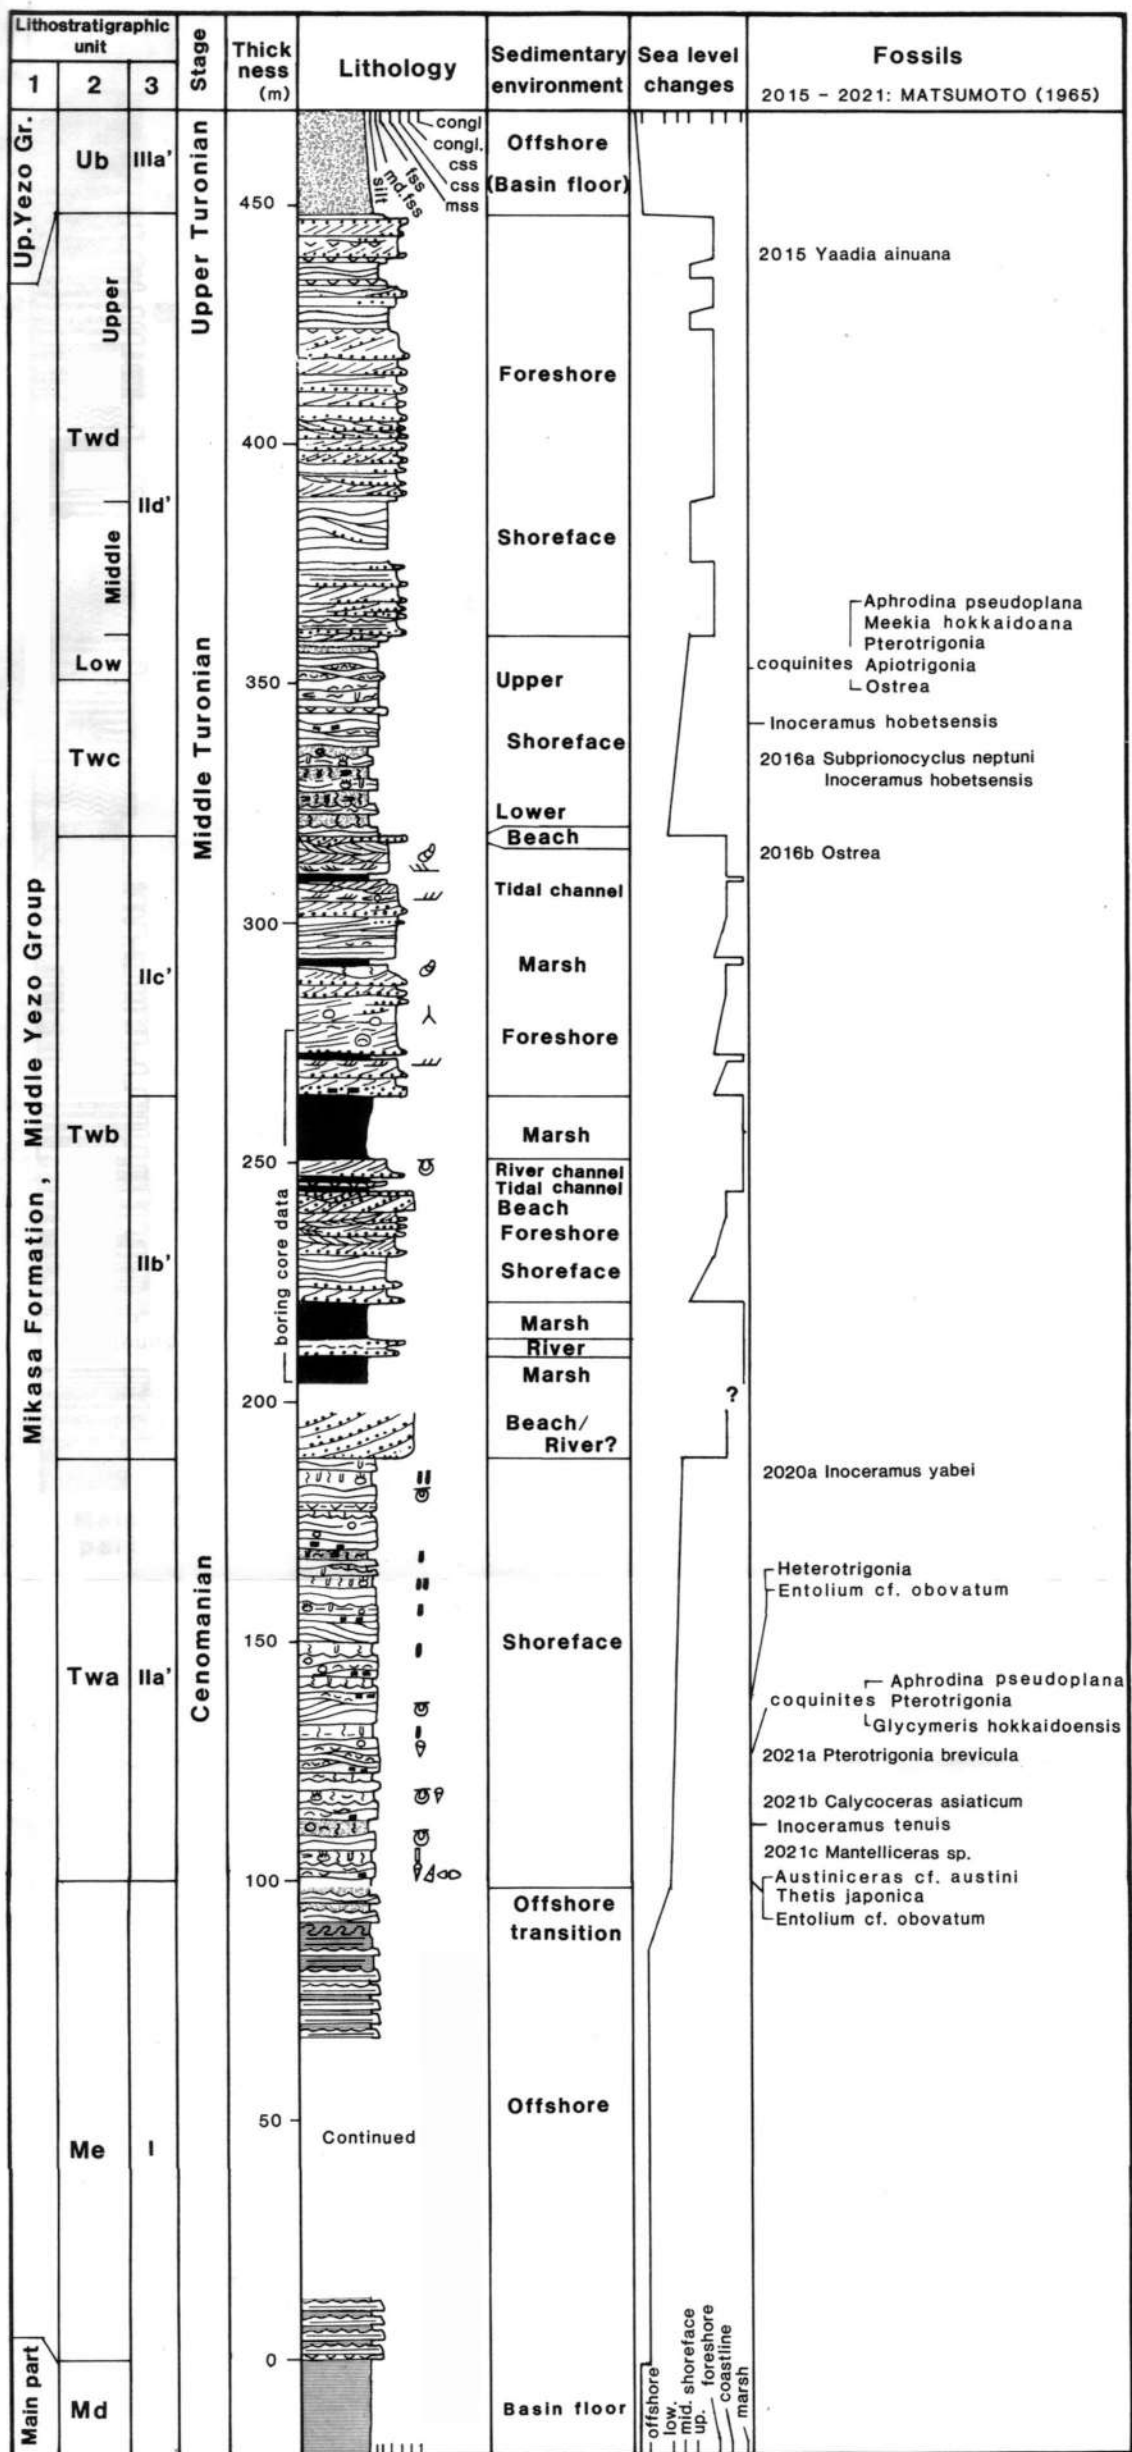 Lithostratigraphic
unit
1
2
3
Stage
Thick
ness
(m)
Lithology
Sedimentary
environment
Sea level
changes
Fossils
2015 - 2021: MATSUMOTO (1965)
Up.Yezo Gr.
Ub
IIIa'
Upper Turonian
congl
congl.
css
css
mss
fss
md.fss
silt
Offshore
(Basin floor)
450
2015 Yaadia ainuana
Upper
Foreshore
Twd
400
IId'
Middle
Shoreface
Middle Turonian
Aphrodina pseudoplana
Meekia hokkaidoana
Pterotrigonia
coquinites Apiotrigonia
Ostrea
Low
350
Upper
Inoceramus hobetsensis
Twc
Shoreface
2016a Subprionocyclus neptuni
Inoceramus hobetsensis
Lower
Beach
2016b Ostrea
Tidal channel
300
Mikasa Formation, Middle Yezo Group
IIc'
Marsh
Foreshore
Twb
Marsh
250
River channel
Tidal channel
Beach
boring core data
Foreshore
IIb'
Shoreface
Marsh
River
Marsh
200
?
Beach/
River?
2020a Inoceramus yabei
Cenomanian
Heterotrigonia
Entolium cf. obovatum
150
Shoreface
Twa
IIa'
Aphrodina pseudoplana
coquinites Pterotrigonia
Glycymeris hokkaidoensis
2021a Pterotrigonia brevicula
2021b Calycoceras asiaticum
Inoceramus tenuis
2021c Mantelliceras sp.
100
Austiniceras cf. austini
Thetis japonica
Entolium cf. obovatum
Offshore
transition
Offshore
50
Continued
Me
I
0
Main part
Md
Basin floor
offshore
low.
mid. shoreface
up.
foreshore
coastline
marsh